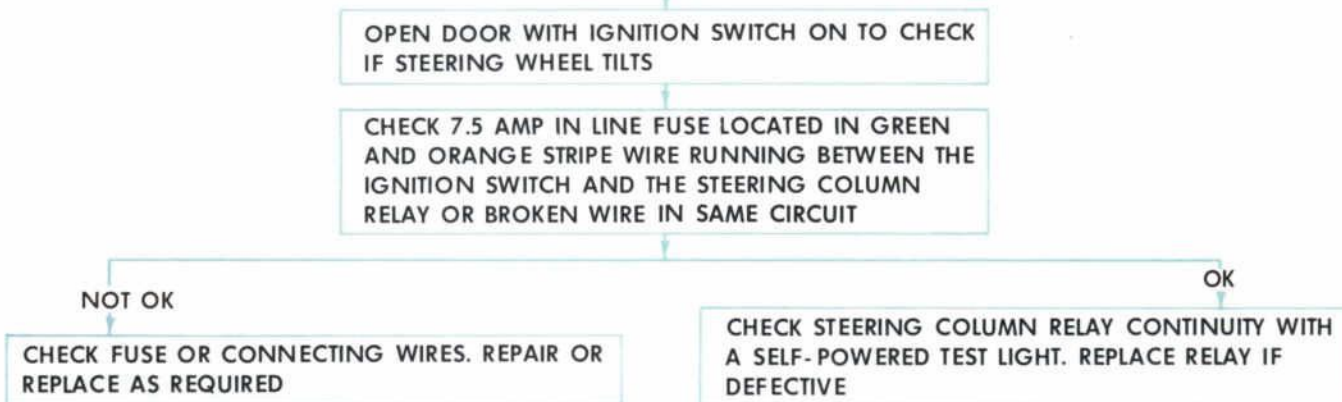 OPEN DOOR WITH IGNITION SWITCH ON TO CHECK
IF STEERING WHEEL TILTS
CHECK 7.5 AMP IN LINE FUSE LOCATED IN GREEN
AND ORANGE STRIPE WIRE RUNNING BETWEEN THE
IGNITION SWITCH AND THE STEERING COLUMN
RELAY OR BROKEN WIRE IN SAME CIRCUIT
NOT OK
OK
CHECK FUSE OR CONNECTING WIRES. REPAIR OR
REPLACE AS REQUIRED
CHECK STEERING COLUMN RELAY CONTINUITY WITH
A SELF-POWERED TEST LIGHT. REPLACE RELAY IF
DEFECTIVE